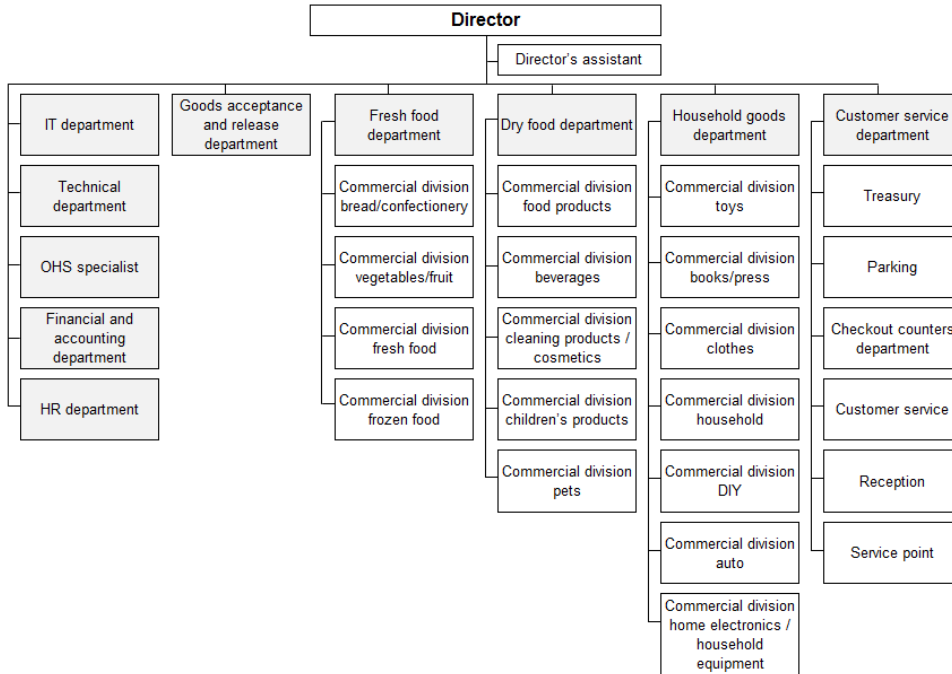 Director
Director's assistant
IT department
Goods acceptance
and release
department
Fresh food
department
Dry food department
Household goods
department
Customer service
department
Technical
department
Commercial division
bread/confectionery
Commercial division
food products
Commercial division
toys
Treasury
OHS specialist
Commercial division
vegetables/fruit
Commercial division
beverages
Commercial division
books/press
Parking
Financial and
accounting
department
Commercial division
fresh food
Commercial division
cleaning products /
cosmetics
Commercial division
clothes
Checkout counters
department
HR department
Commercial division
frozen food
Commercial division
children's products
Commercial division
household
Customer service
Commercial division
pets
Commercial division
DIY
Reception
Commercial division
auto
Service point
Commercial division
home electronics /
household
equipment